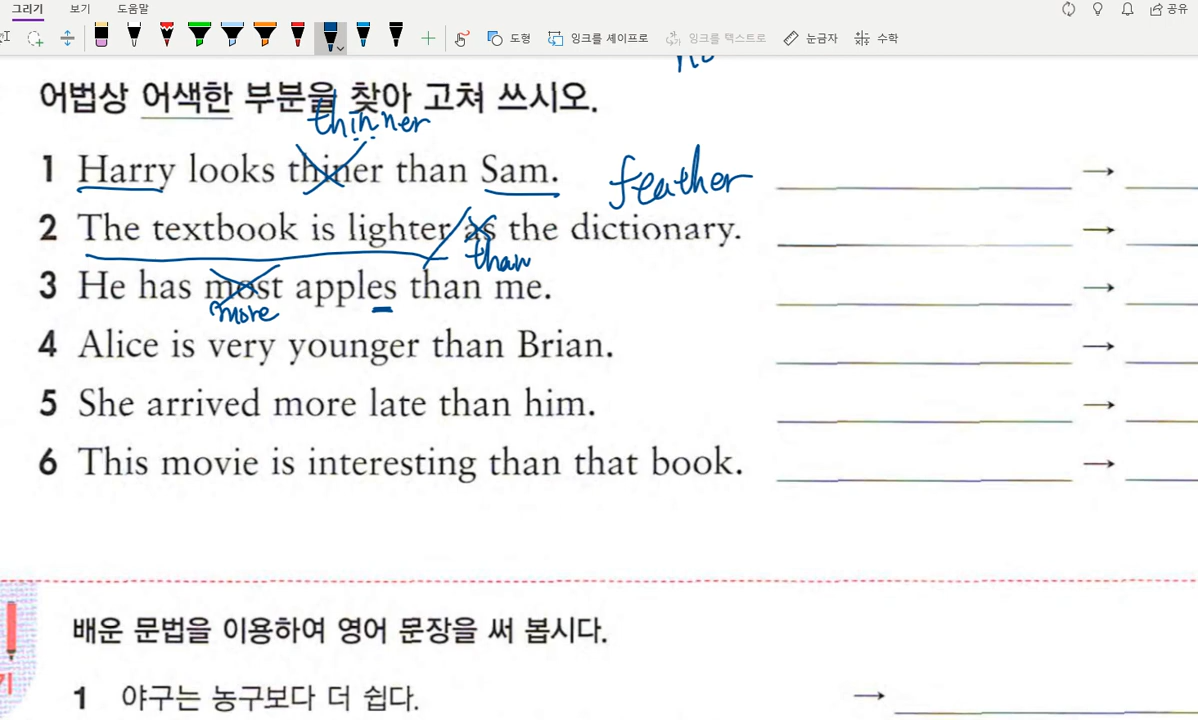 그리기 보기 도움말 공유
도형 잉크를 셰이프로 잉크를 텍스트로 눈금자 수학
어법상 어색한 부분을 찾아 고쳐 쓰시오.
thinner
1 Harry looks thiner than Sam. →
feather
2 The textbook is lighter as the dictionary. →
than
3 He has most apples than me. →
more
4 Alice is very younger than Brian. →
5 She arrived more late than him. →
6 This movie is interesting than that book. →
배운 문법을 이용하여 영어 문장을 써 봅시다.
1 야구는 농구보다 더 쉽다. →